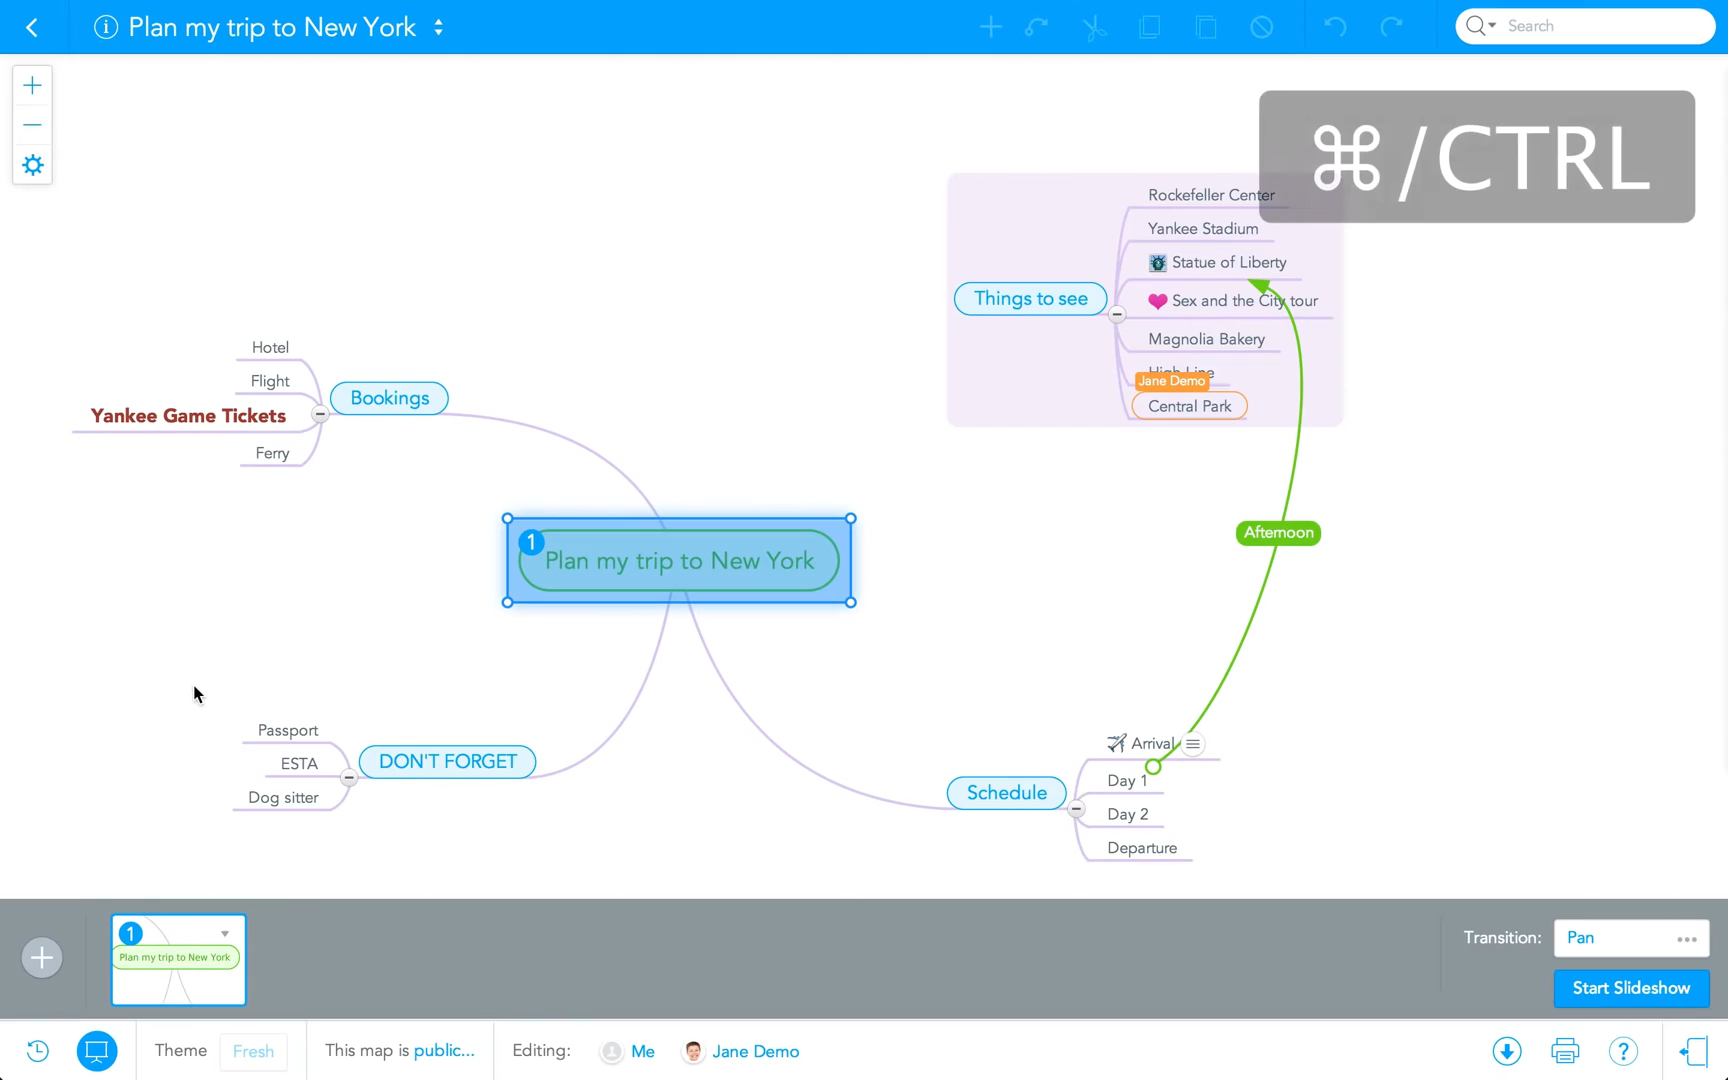 Plan my trip to New York
Search
⌘/CTRL
Rockefeller Center
Yankee Stadium
Statue of Liberty
Things to see
Sex and the City tour
Magnolia Bakery
High Line
Jane Demo
Central Park
Hotel
Flight
Bookings
Yankee Game Tickets
Ferry
1
Plan my trip to New York
Afternoon
Passport
ESTA
DON'T FORGET
Dog sitter
Arrival
Day 1
Schedule
Day 2
Departure
1
Plan my trip to New York
Transition:
Pan
Start Slideshow
Theme
Fresh
This map is public...
Editing:
Me
Jane Demo